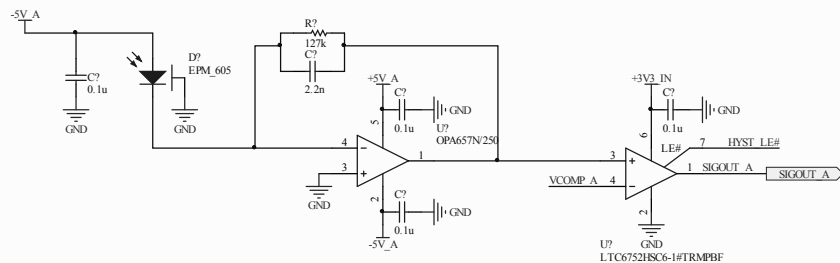 -5V_A
R?
127k
D?
EPM_605
C?
2.2n
C?
0.1u
+5V_A
+3V3_IN
C?
0.1u
GND
C?
0.1u
GND
GND
GND
U?
OPA657N/250
5
4
3
1
2
6
LE#
7
HYST_LE#
3
4
1
VCOMP_A
SIGOUT_A
SIGOUT_A
GND
C?
0.1u
GND
-5V_A
2
GND
U?
LTC6752HSC6-1#TRMPBF